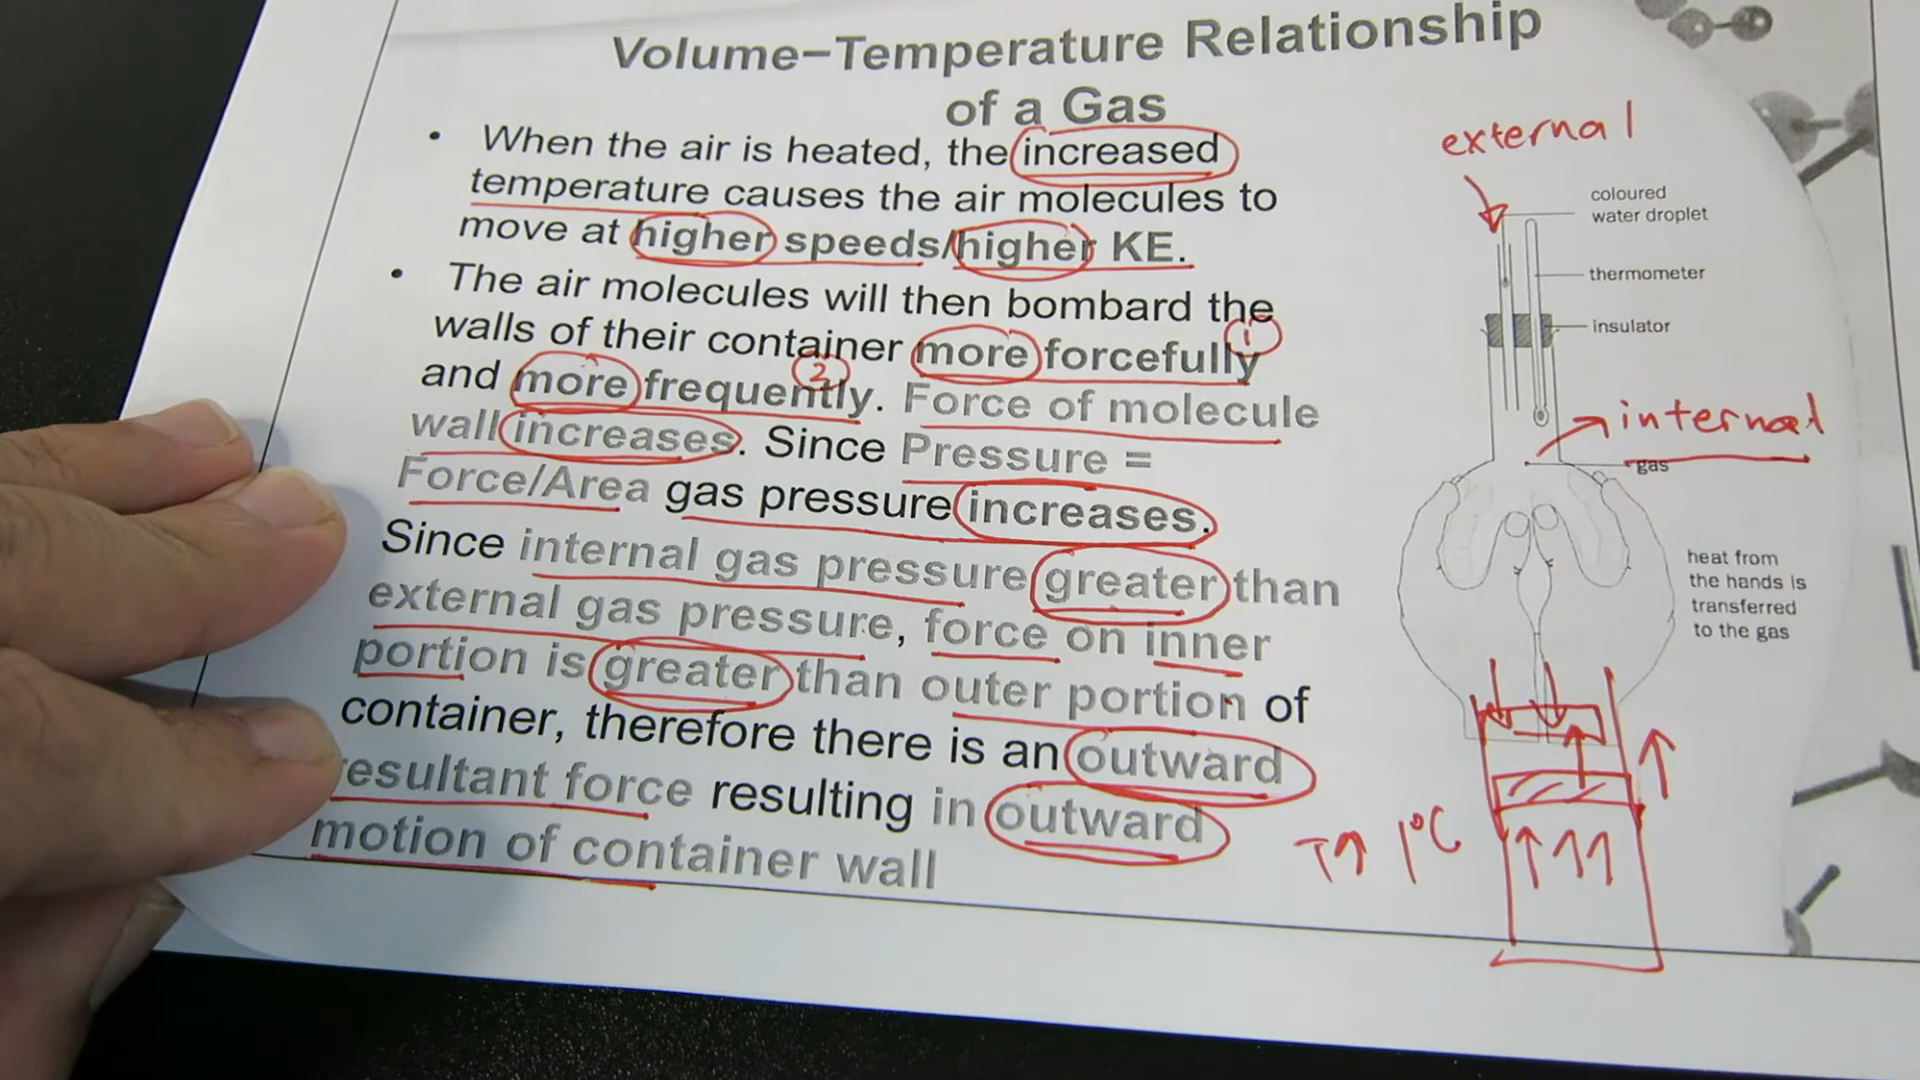 Volume–Temperature Relationship
of a Gas
• When the air is heated, the increased
temperature causes the air molecules to
move at higher speeds/higher KE.
• The air molecules will then bombard the
walls of their container more forcefully
1
and more frequently. Force of molecule
2
wall increases. Since Pressure =
Force/Area gas pressure increases.
Since internal gas pressure greater than
external gas pressure, force on inner
portion is greater than outer portion of
container, therefore there is an outward
resultant force resulting in outward
motion of container wall
external
coloured
water droplet
thermometer
insulator
internal
gas
heat from
the hands is
transferred
to the gas
T↑ 1°C